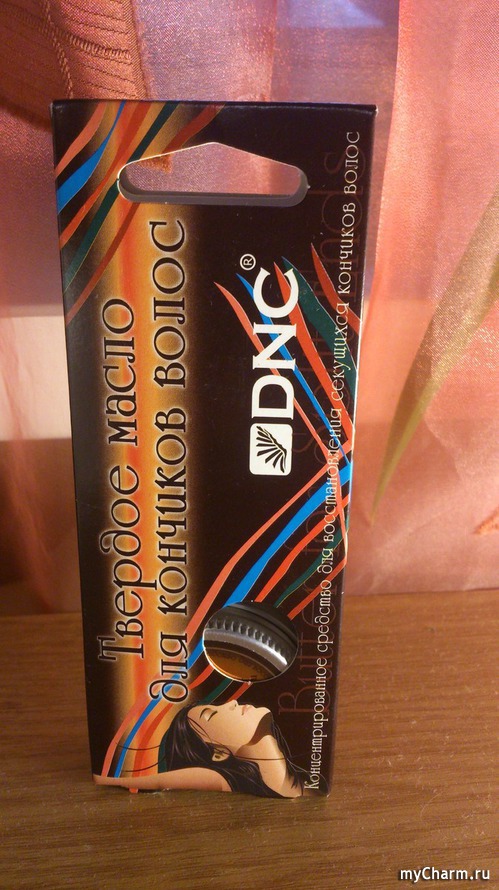 Твердое масло
для кончиков волос
DNC®
Концентрированное средство для восстановления секущихся кончиков волос
myCharm.ru